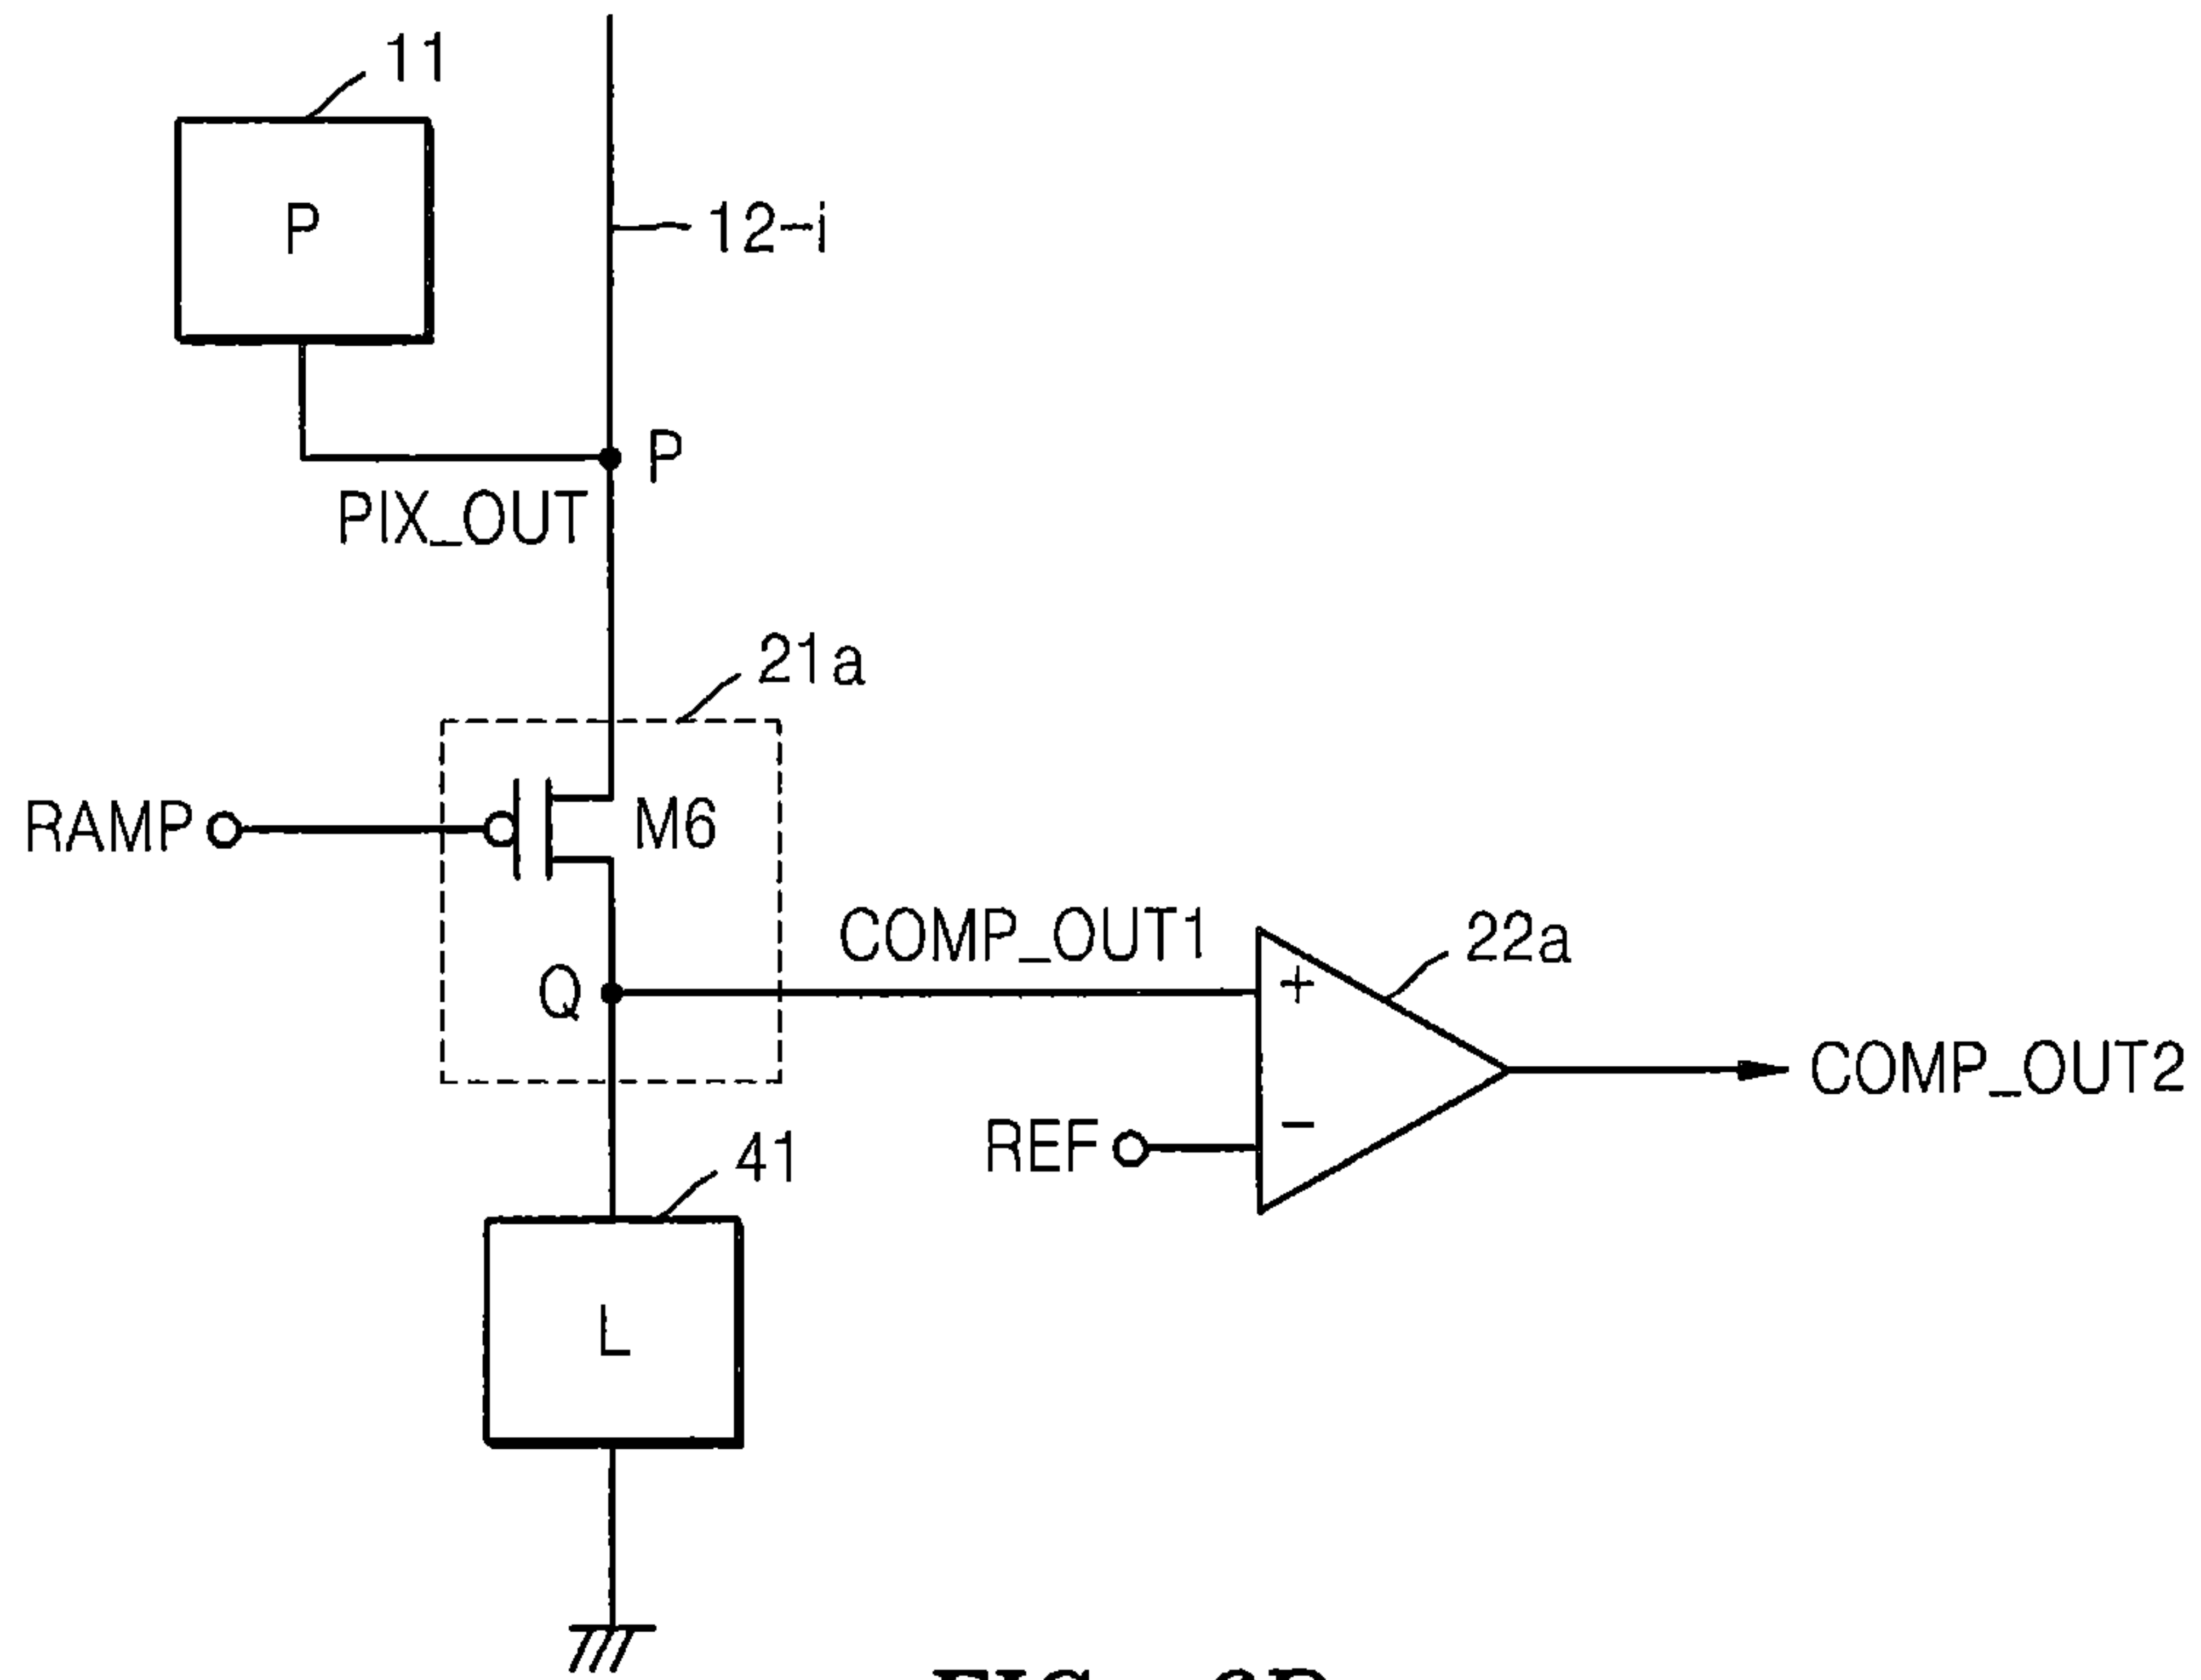 11
P
12-i
P
PIX_OUT
21a
RAMP
M6
COMP_OUT1
22a
Q
+
COMP_OUT2
−
REF
41
L